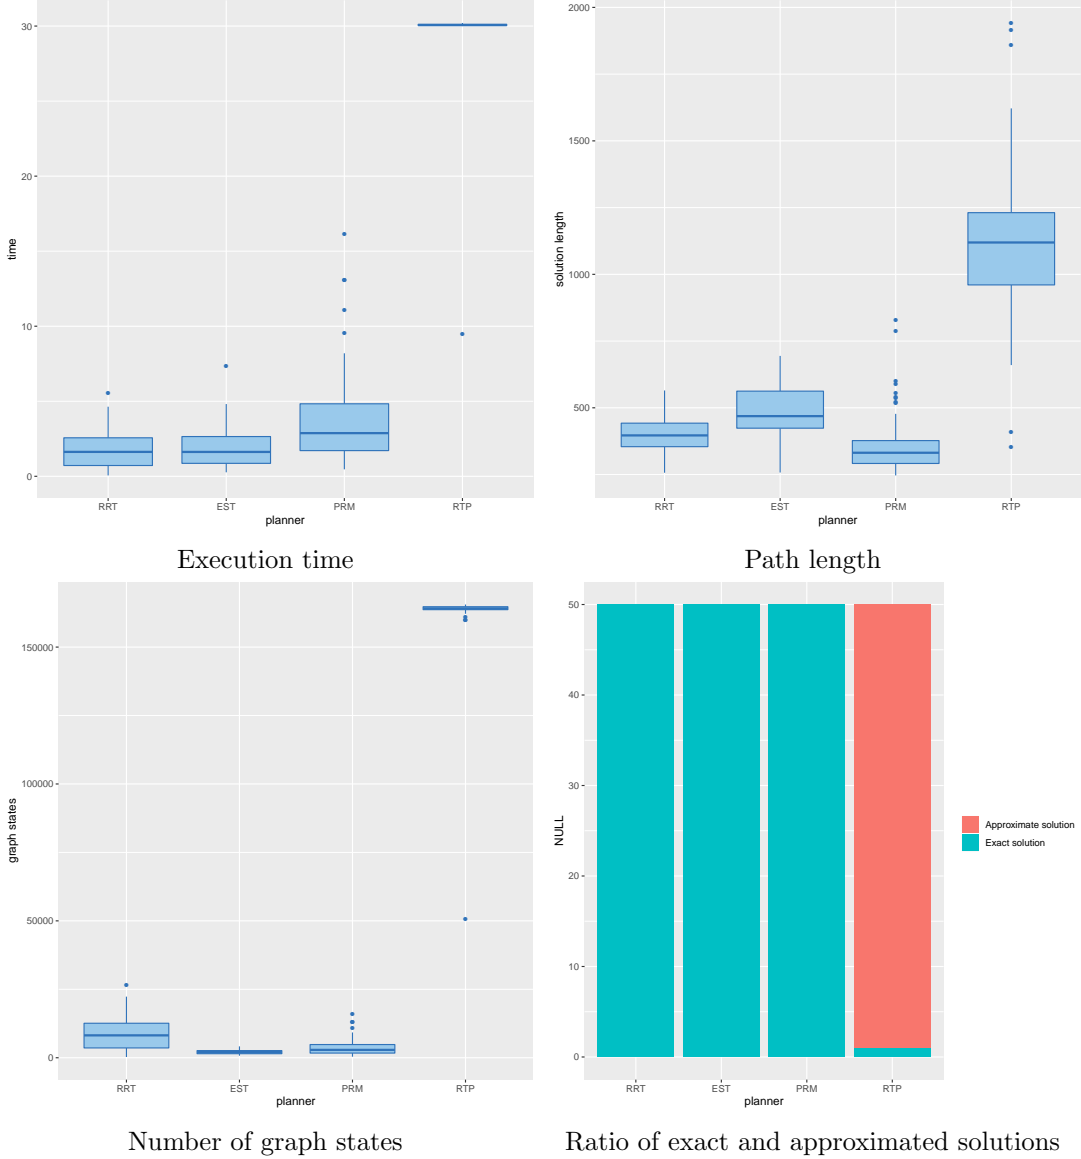 30
20
10
0
time
RRT EST PRM RTP
planner
Execution time
2000
1500
1000
500
solution length
RRT EST PRM RTP
planner
Path length
150000
100000
50000
0
graph states
RRT EST PRM RTP
planner
Number of graph states
50
40
30
20
10
0
NULL
RRT EST PRM RTP
planner
Approximate solution
Exact solution
Ratio of exact and approximated solutions